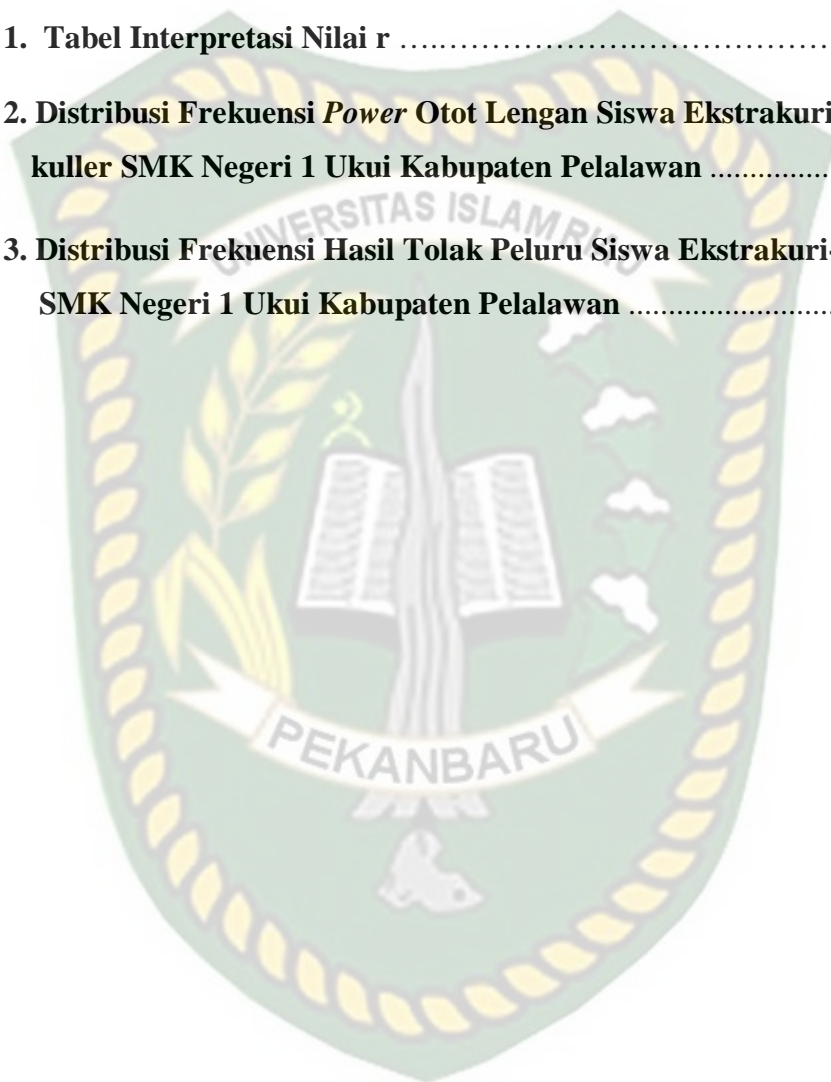 1. Tabel Interpretasi Nilai r ….……………………..…………………
2. Distribusi Frekuensi Power Otot Lengan Siswa Ekstrakuri
kuller SMK Negeri 1 Ukui Kabupaten Pelalawan ...............
UNIVERSITAS ISLAM RIAU
3. Distribusi Frekuensi Hasil Tolak Peluru Siswa Ekstrakuri-
SMK Negeri 1 Ukui Kabupaten Pelalawan ..........................
PEKANBARU